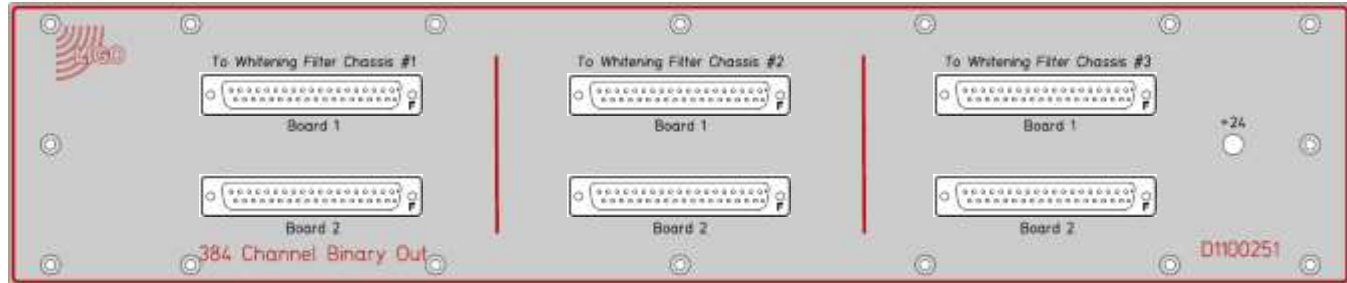 LIGO
To Whitening Filter Chassis #1
To Whitening Filter Chassis #2
To Whitening Filter Chassis #3
F
F
F
Board 1
Board 1
Board 1
+24
F
F
F
Board 2
Board 2
Board 2
384 Channel Binary Out
D1100251